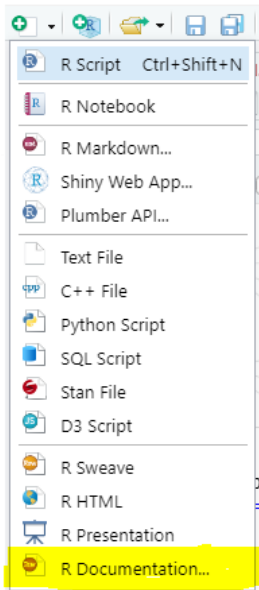 R Script Ctrl+Shift+N
R Notebook
R Markdown...
Shiny Web App...
Plumber API...
Text File
C++ File
Python Script
SQL Script
Stan File
D3 Script
R Sweave
R HTML
R Presentation
R Documentation...